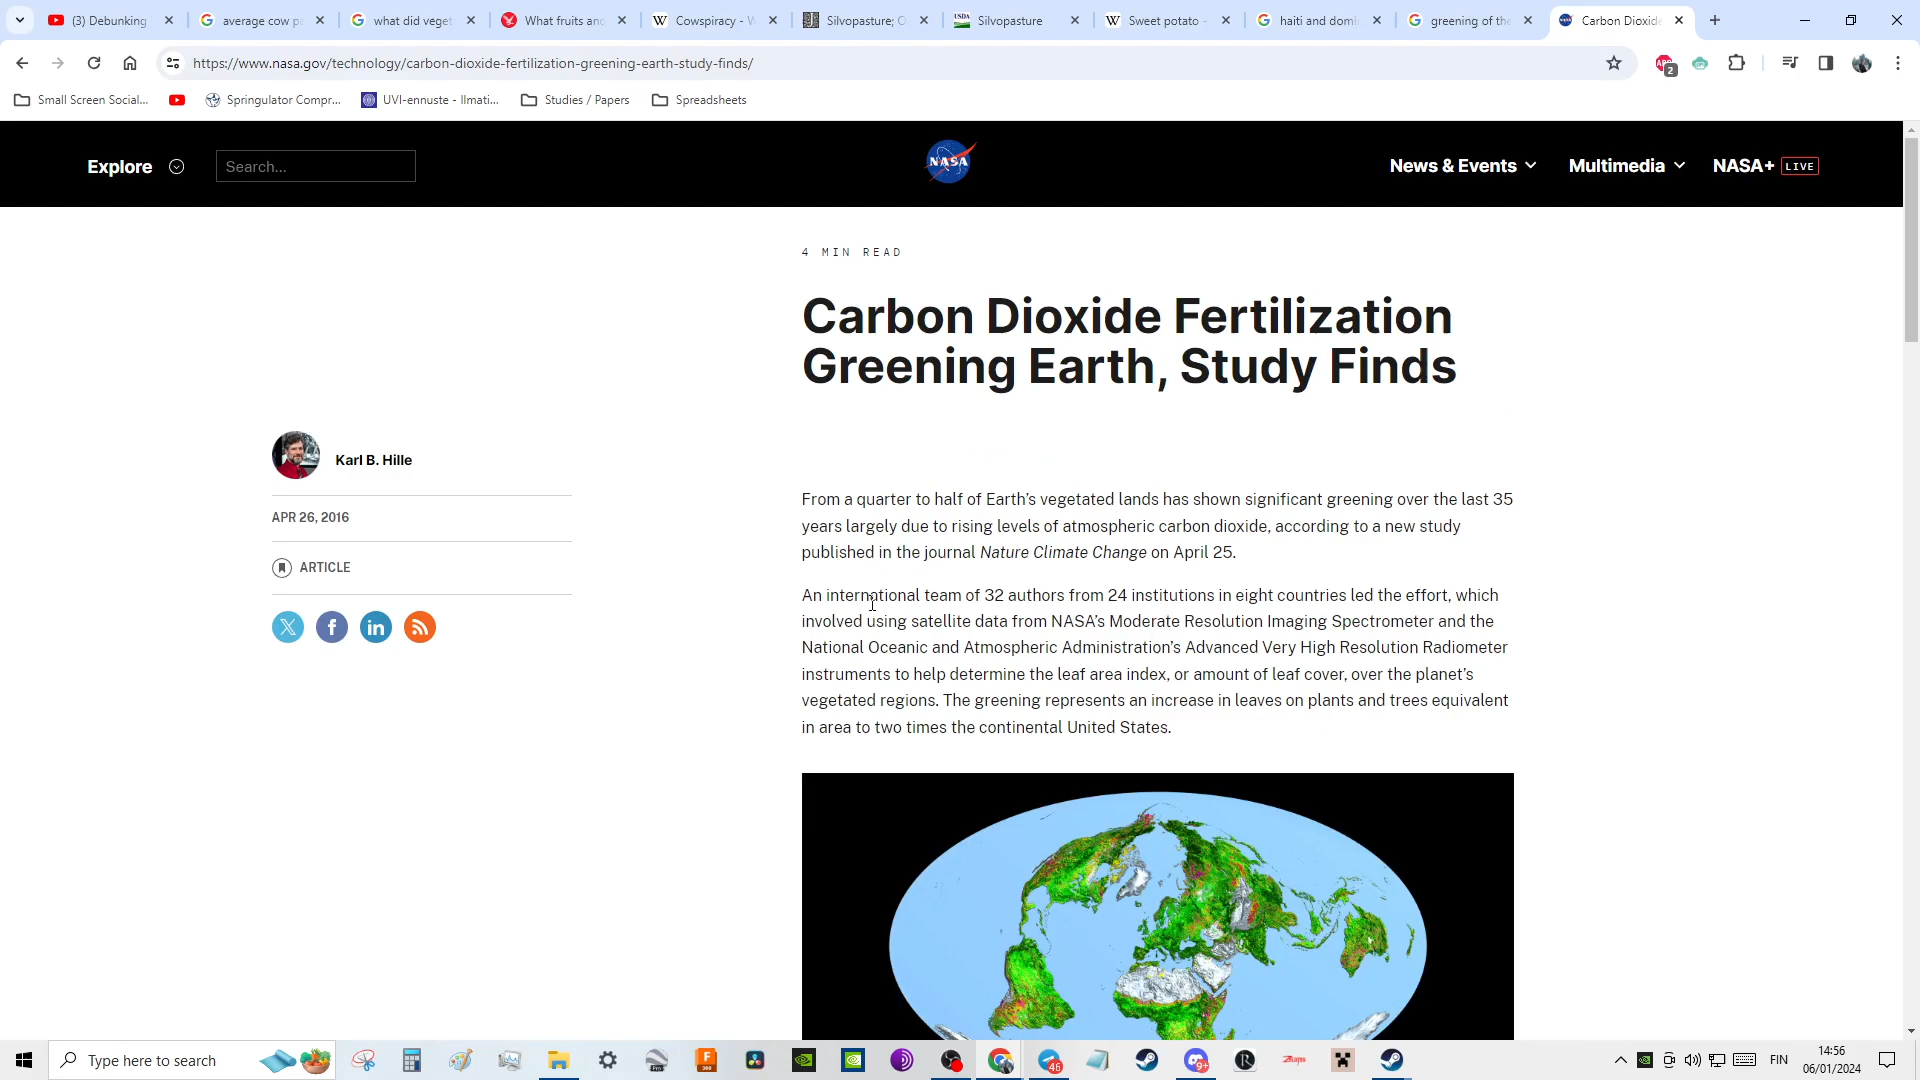 (3) Debunking
average cow p
what did veget
What fruits and
Cowspiracy - W
Silvopasture; O
Silvopasture
Sweet potato -
haiti and domi
greening of the
Carbon Dioxide
https://www.nasa.gov/technology/carbon-dioxide-fertilization-greening-earth-study-finds/
ABP
2
Small Screen Social...
Springulator Compr...
UVI-ennuste - Ilmati...
Studies / Papers
Spreadsheets
Explore
Search...
NASA
News & Events
Multimedia
NASA+ LIVE
4 MIN READ
Carbon Dioxide Fertilization
Greening Earth, Study Finds
Karl B. Hille
APR 26, 2016
ARTICLE
From a quarter to half of Earth's vegetated lands has shown significant greening over the last 35
years largely due to rising levels of atmospheric carbon dioxide, according to a new study
published in the journal Nature Climate Change on April 25.
An international team of 32 authors from 24 institutions in eight countries led the effort, which
involved using satellite data from NASA's Moderate Resolution Imaging Spectrometer and the
National Oceanic and Atmospheric Administration's Advanced Very High Resolution Radiometer
instruments to help determine the leaf area index, or amount of leaf cover, over the planet's
vegetated regions. The greening represents an increase in leaves on plants and trees equivalent
in area to two times the continental United States.
Type here to search
46
9+
FIN
14:56
06/01/2024